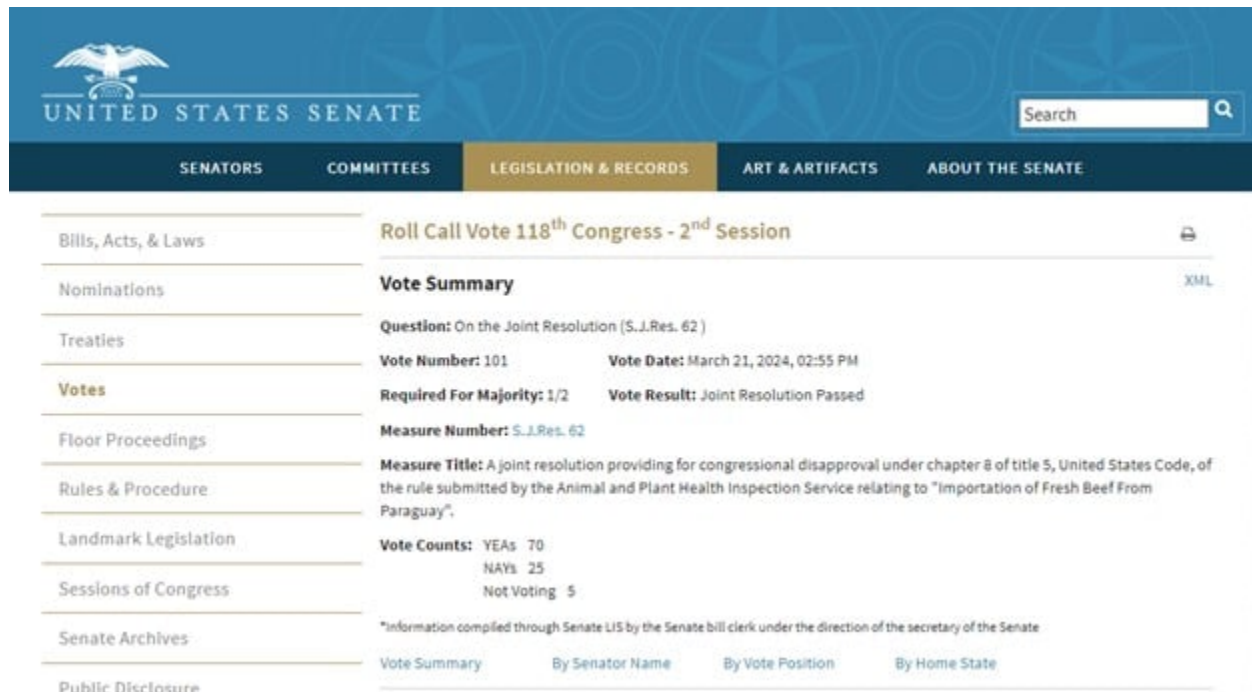 UNITED STATES SENATE
Search
SENATORS COMMITTEES LEGISLATION & RECORDS ART & ARTIFACTS ABOUT THE SENATE
Bills, Acts, & Laws
Nominations
Treaties
Votes
Floor Proceedings
Rules & Procedure
Landmark Legislation
Sessions of Congress
Senate Archives
Public Disclosure
Roll Call Vote 118th Congress - 2nd Session
Vote Summary
XML
Question: On the Joint Resolution (S.J.Res. 62 )
Vote Number: 101 Vote Date: March 21, 2024, 02:55 PM
Required For Majority: 1/2 Vote Result: Joint Resolution Passed
Measure Number: S.J.Res. 62
Measure Title: A joint resolution providing for congressional disapproval under chapter 8 of title 5, United States Code, of
the rule submitted by the Animal and Plant Health Inspection Service relating to "Importation of Fresh Beef From
Paraguay".
Vote Counts: YEAs 70
NAYs 25
Not Voting 5
*Information compiled through Senate LIS by the Senate bill clerk under the direction of the secretary of the Senate
Vote Summary By Senator Name By Vote Position By Home State